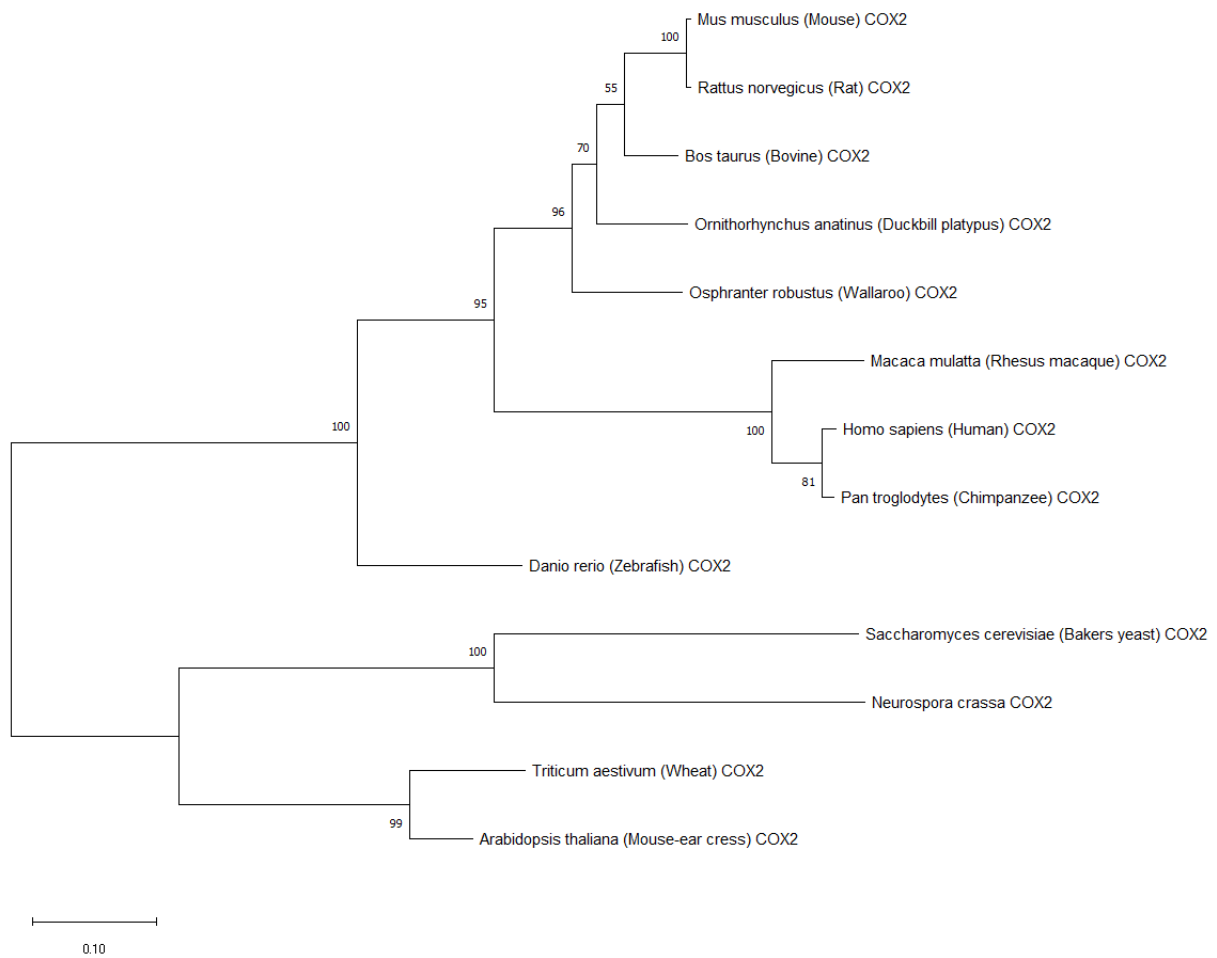 Mus musculus (Mouse) COX2
100
Rattus norvegicus (Rat) COX2
55
Bos taurus (Bovine) COX2
70
96
Ornithorhynchus anatinus (Duckbill platypus) COX2
Osphranter robustus (Wallaroo) COX2
95
Macaca mulatta (Rhesus macaque) COX2
100
100
Homo sapiens (Human) COX2
81
Pan troglodytes (Chimpanzee) COX2
Danio rerio (Zebrafish) COX2
Saccharomyces cerevisiae (Bakers yeast) COX2
100
Neurospora crassa COX2
Triticum aestivum (Wheat) COX2
99
Arabidopsis thaliana (Mouse-ear cress) COX2
0.10